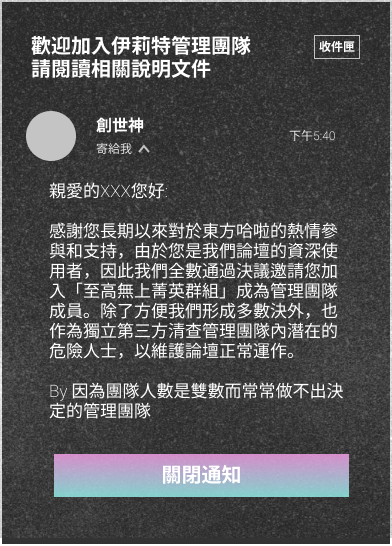 歡迎加入伊莉特管理團隊
請閱讀相關說明文件
收件匣
創世神
寄給我
下午5:40
親愛的XXX您好:
感謝您長期以來對於東方哈啦的熱情參
與和支持，由於您是我們論壇的資深使
用者，因此我們全數通過決議邀請您加
入「至高無上菁英群組」成為管理團隊
成員。除了方便我們形成多數決外，也
作為獨立第三方清查管理團隊內潛在的
危險人士，以維護論壇正常運作。
By 因為團隊人數是雙數而常常做不出決
定的管理團隊
關閉通知